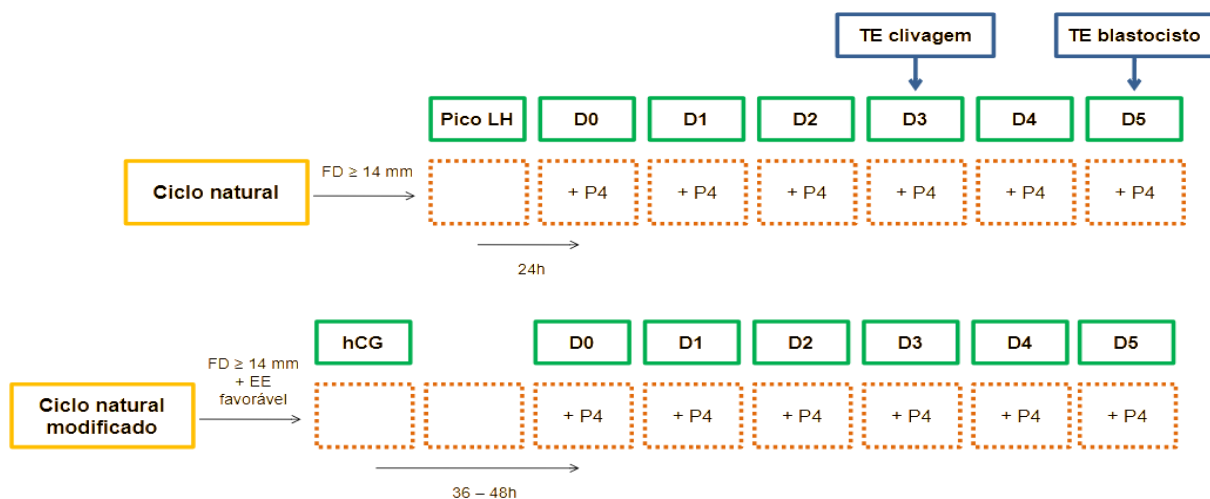 TE clivagem
TE blastocisto
Pico LH
D0
D1
D2
D3
D4
D5
Ciclo natural
FD ≥ 14 mm
+ P4
+ P4
+ P4
+ P4
+ P4
+ P4
24h
hCG
D0
D1
D2
D3
D4
D5
Ciclo natural
modificado
FD ≥ 14 mm
+ EE
favorável
+ P4
+ P4
+ P4
+ P4
+ P4
+ P4
36 – 48h